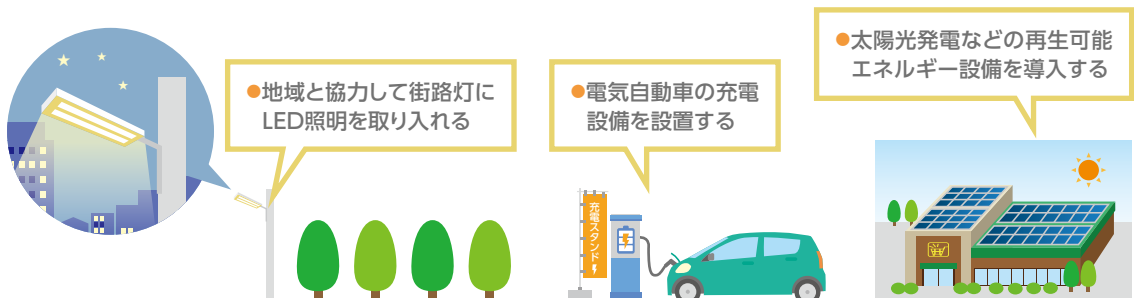 ●地域と協力して街路灯に
LED照明を取り入れる
●電気自動車の充電
設備を設置する
●太陽光発電などの再生可能
エネルギー設備を導入する
充電スタンド